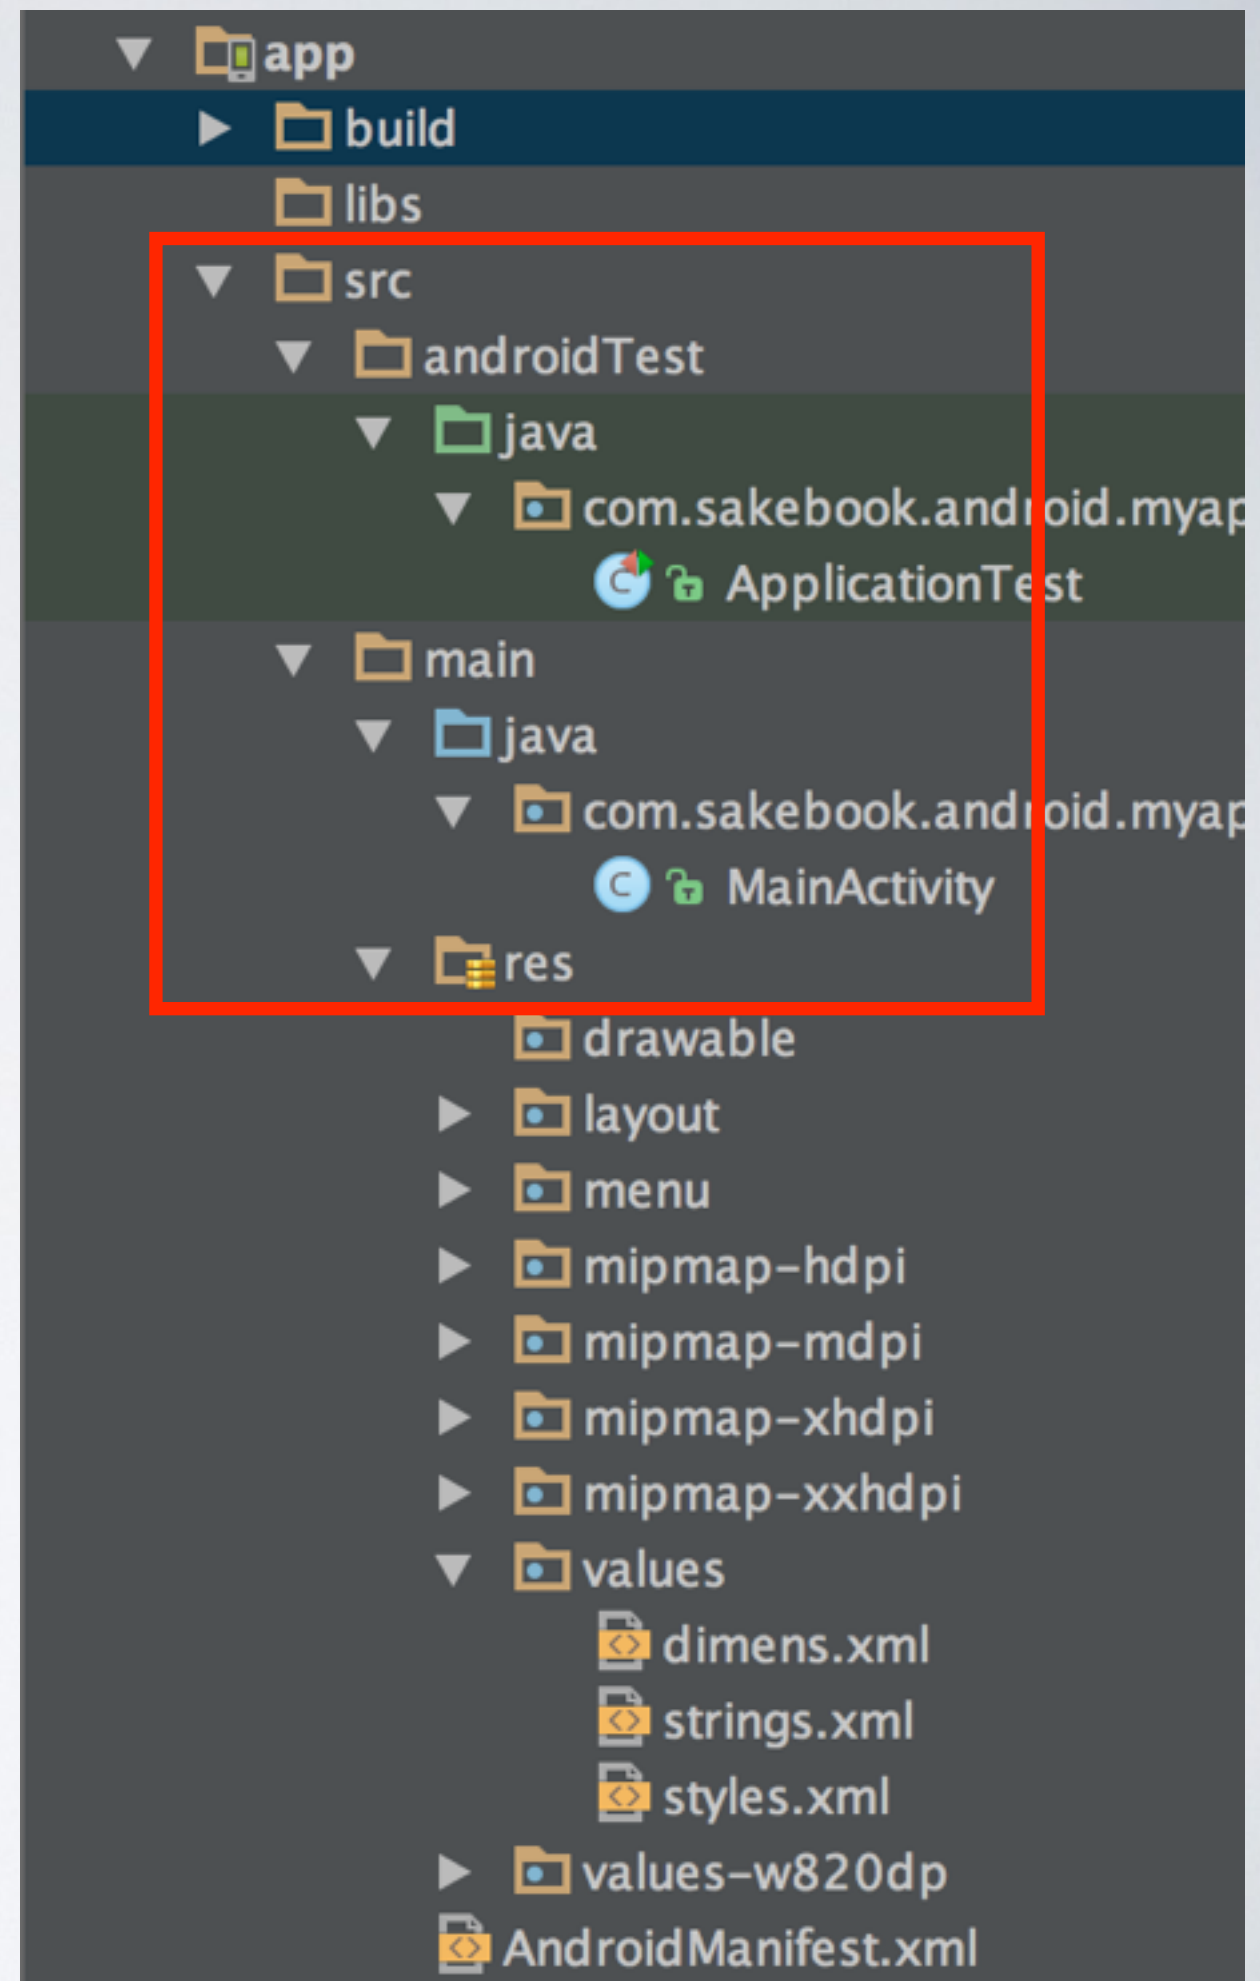 app
build
libs
src
androidTest
java
com.sakebook.android.myap
ApplicationTest
main
java
com.sakebook.android.myap
MainActivity
res
drawable
layout
menu
mipmap-hdpi
mipmap-mdpi
mipmap-xhdpi
mipmap-xxhdpi
values
dimens.xml
strings.xml
styles.xml
values-w820dp
AndroidManifest.xml